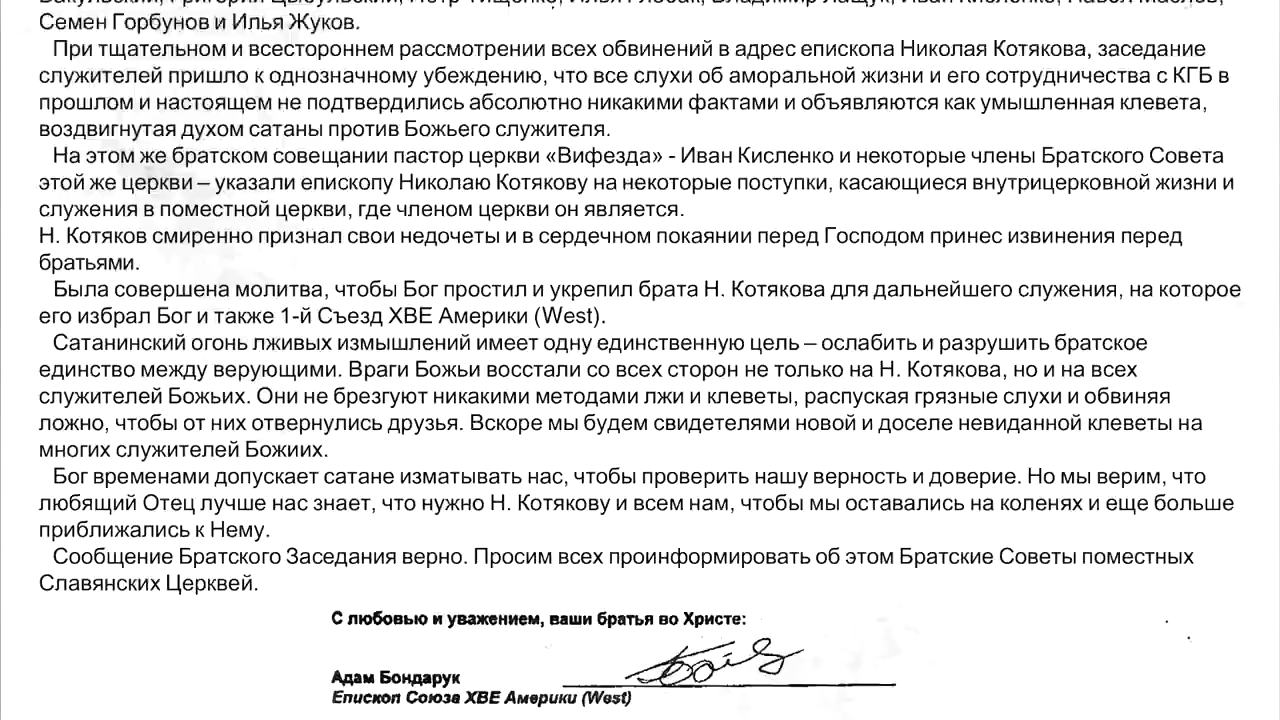 Семен Горбунов и Илья Жуков.
При тщательном и всестороннем рассмотрении всех обвинений в адрес епископа Николая Котякова, заседание
служителей пришло к однозначному убеждению, что все слухи об аморальной жизни и его сотрудничества с КГБ в
прошлом и настоящем не подтвердились абсолютно никакими фактами и объявляются как умышленная клевета,
воздвигнутая духом сатаны против Божьего служителя.
На этом же братском совещании пастор церкви «Вифезда» - Иван Кисленко и некоторые члены Братского Совета
этой же церкви – указали епископу Николаю Котякову на некоторые поступки, касающиеся внутрицерковной жизни и
служения в поместной церкви, где членом церкви он является.
Н. Котяков смиренно признал свои недочеты и в сердечном покаянии перед Господом принес извинения перед
братьями.
Была совершена молитва, чтобы Бог простил и укрепил брата Н. Котякова для дальнейшего служения, на которое
его избрал Бог и также 1-й Съезд ХВЕ Америки (West).
Сатанинский огонь лживых измышлений имеет одну единственную цель – ослабить и разрушить братское
единство между верующими. Враги Божьи восстали со всех сторон не только на Н. Котякова, но и на всех
служителей Божьих. Они не брезгуют никакими методами лжи и клеветы, распуская грязные слухи и обвиняя
ложно, чтобы от них отвернулись друзья. Вскоре мы будем свидетелями новой и доселе невиданной клеветы на
многих служителей Божиих.
Бог временами допускает сатане изматывать нас, чтобы проверить нашу верность и доверие. Но мы верим, что
любящий Отец лучше нас знает, что нужно Н. Котякову и всем нам, чтобы мы оставались на коленях и еще больше
приближались к Нему.
Сообщение Братского Заседания верно. Просим всех проинформировать об этом Братские Советы поместных
Славянских Церквей.
С любовью и уважением, ваши братья во Христе:
Адам Бондарук
Епископ Союза ХВЕ Америки (West)